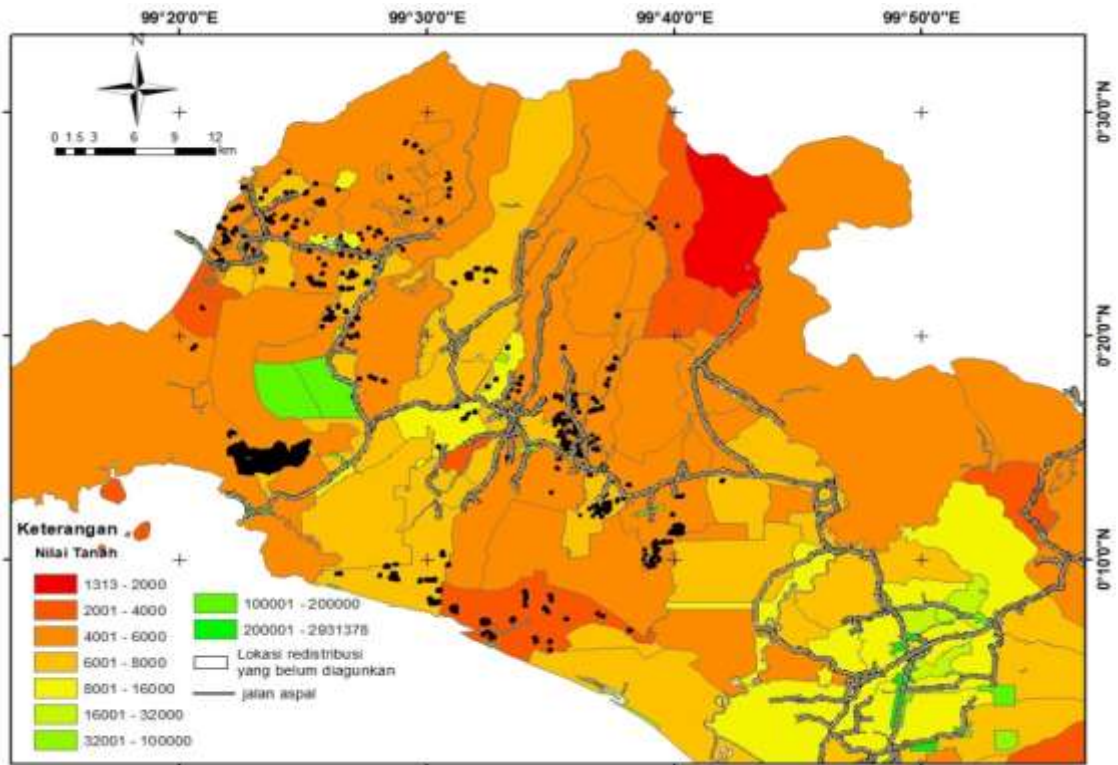 99°20'0"E 99°30'0"E 99°40'0"E 99°50'0"E
N
0 1.5 3 6 9 12
km
0°30'0"N
0°20'0"N
0°10'0"N
Keterangan
Nilai Tanah
1313 - 2000
2001 - 4000
4001 - 6000
6001 - 8000
8001 - 16000
16001 - 32000
32001 - 100000
100001 - 200000
200001 - 2931378
Lokasi redistribusi
yang belum diagunkan
jalan aspal